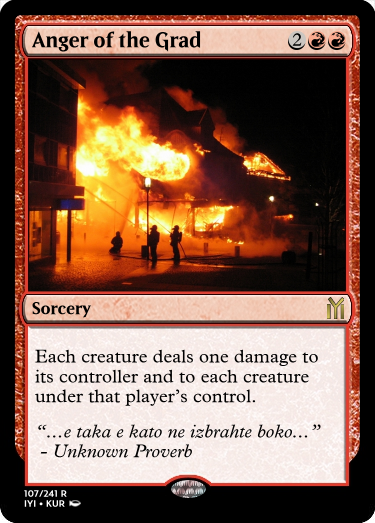 Anger of the Grad 2
Sorcery
Each creature deals one damage to
its controller and to each creature
under that player's control.
“...e taka e kato ne izbrahte boko...”
- Unknown Proverb
107/241 R
IYI • KUR